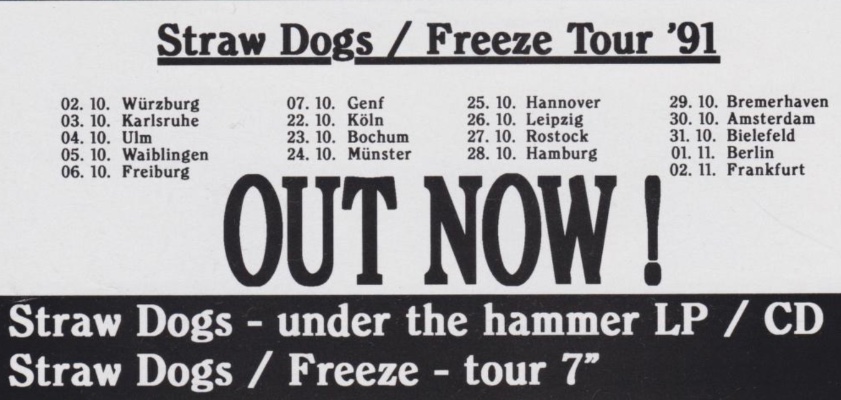 Straw Dogs / Freeze Tour '91
02. 10. Würzburg
03. 10. Karlsruhe
04. 10. Ulm
05. 10. Waiblingen
06. 10. Freiburg
07. 10. Genf
22. 10. Köln
23. 10. Bochum
24. 10. Münster
25. 10. Hannover
26. 10. Leipzig
27. 10. Rostock
28. 10. Hamburg
29. 10. Bremerhaven
30. 10. Amsterdam
31. 10. Bielefeld
01. 11. Berlin
02. 11. Frankfurt
OUT NOW !
Straw Dogs - under the hammer LP / CD
Straw Dogs / Freeze - tour 7”